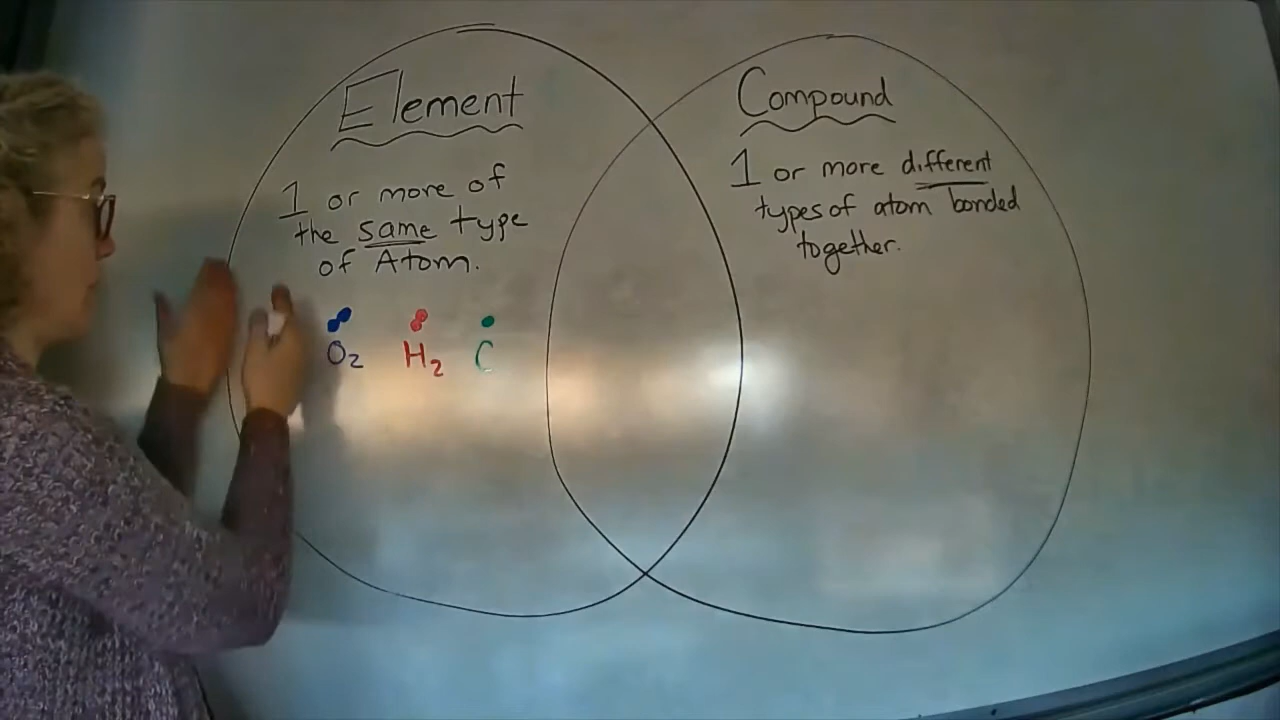 Element
1 or more of
the same type
of Atom.
O₂ H₂ C
Compound
1 or more different
types of atom bonded
together.